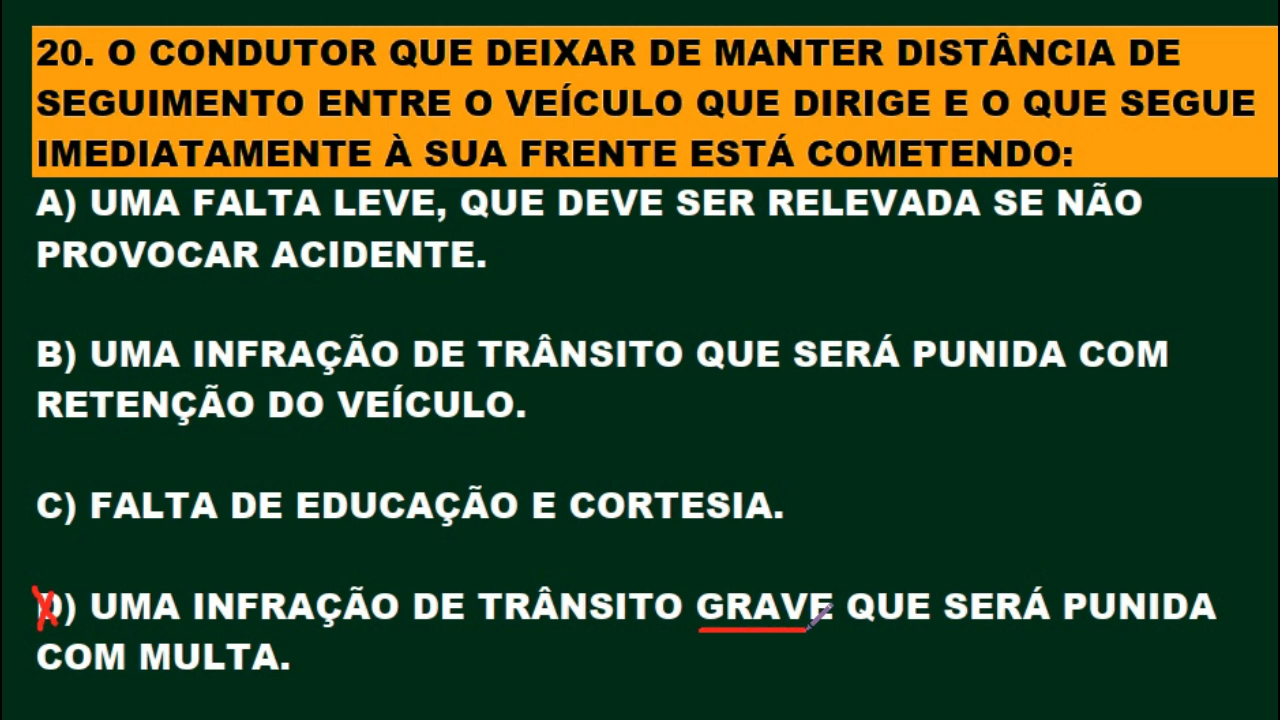 20. O CONDUTOR QUE DEIXAR DE MANTER DISTÂNCIA DE
SEGUIMENTO ENTRE O VEÍCULO QUE DIRIGE E O QUE SEGUE
IMEDIATAMENTE À SUA FRENTE ESTÁ COMETENDO:
A) UMA FALTA LEVE, QUE DEVE SER RELEVADA SE NÃO
PROVOCAR ACIDENTE.
B) UMA INFRAÇÃO DE TRÂNSITO QUE SERÁ PUNIDA COM
RETENÇÃO DO VEÍCULO.
C) FALTA DE EDUCAÇÃO E CORTESIA.
D) UMA INFRAÇÃO DE TRÂNSITO GRAVE QUE SERÁ PUNIDA
COM MULTA.